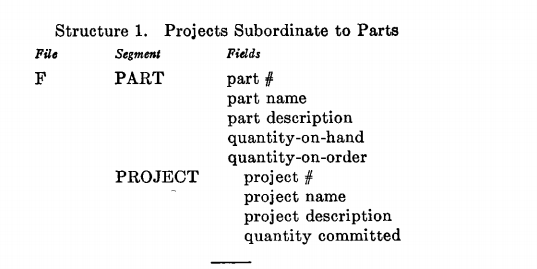 Structure 1. Projects Subordinate to Parts
File Segment Fields
F PART part #
part name
part description
quantity-on-hand
quantity-on-order
PROJECT project #
project name
project description
quantity committed